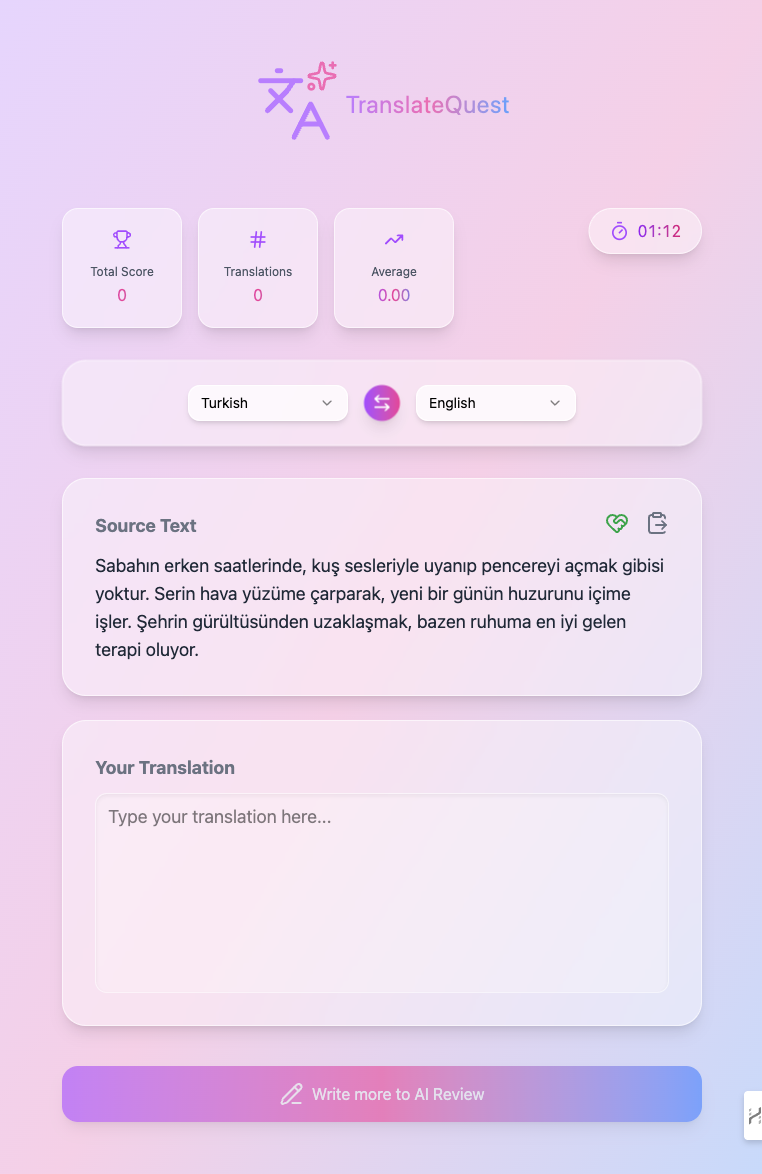 TranslateQuest
Total Score
0
Translations
0
Average
0.00
01:12
Turkish
English
Source Text
Sabahın erken saatlerinde, kuş sesleriyle uyanıp pencereyi açmak gibisi
yoktur. Serin hava yüzüme çarparak, yeni bir günün huzurunu içime
işler. Şehrin gürültüsünden uzaklaşmak, bazen ruhuma en iyi gelen
terapi oluyor.
Your Translation
Type your translation here...
Write more to AI Review